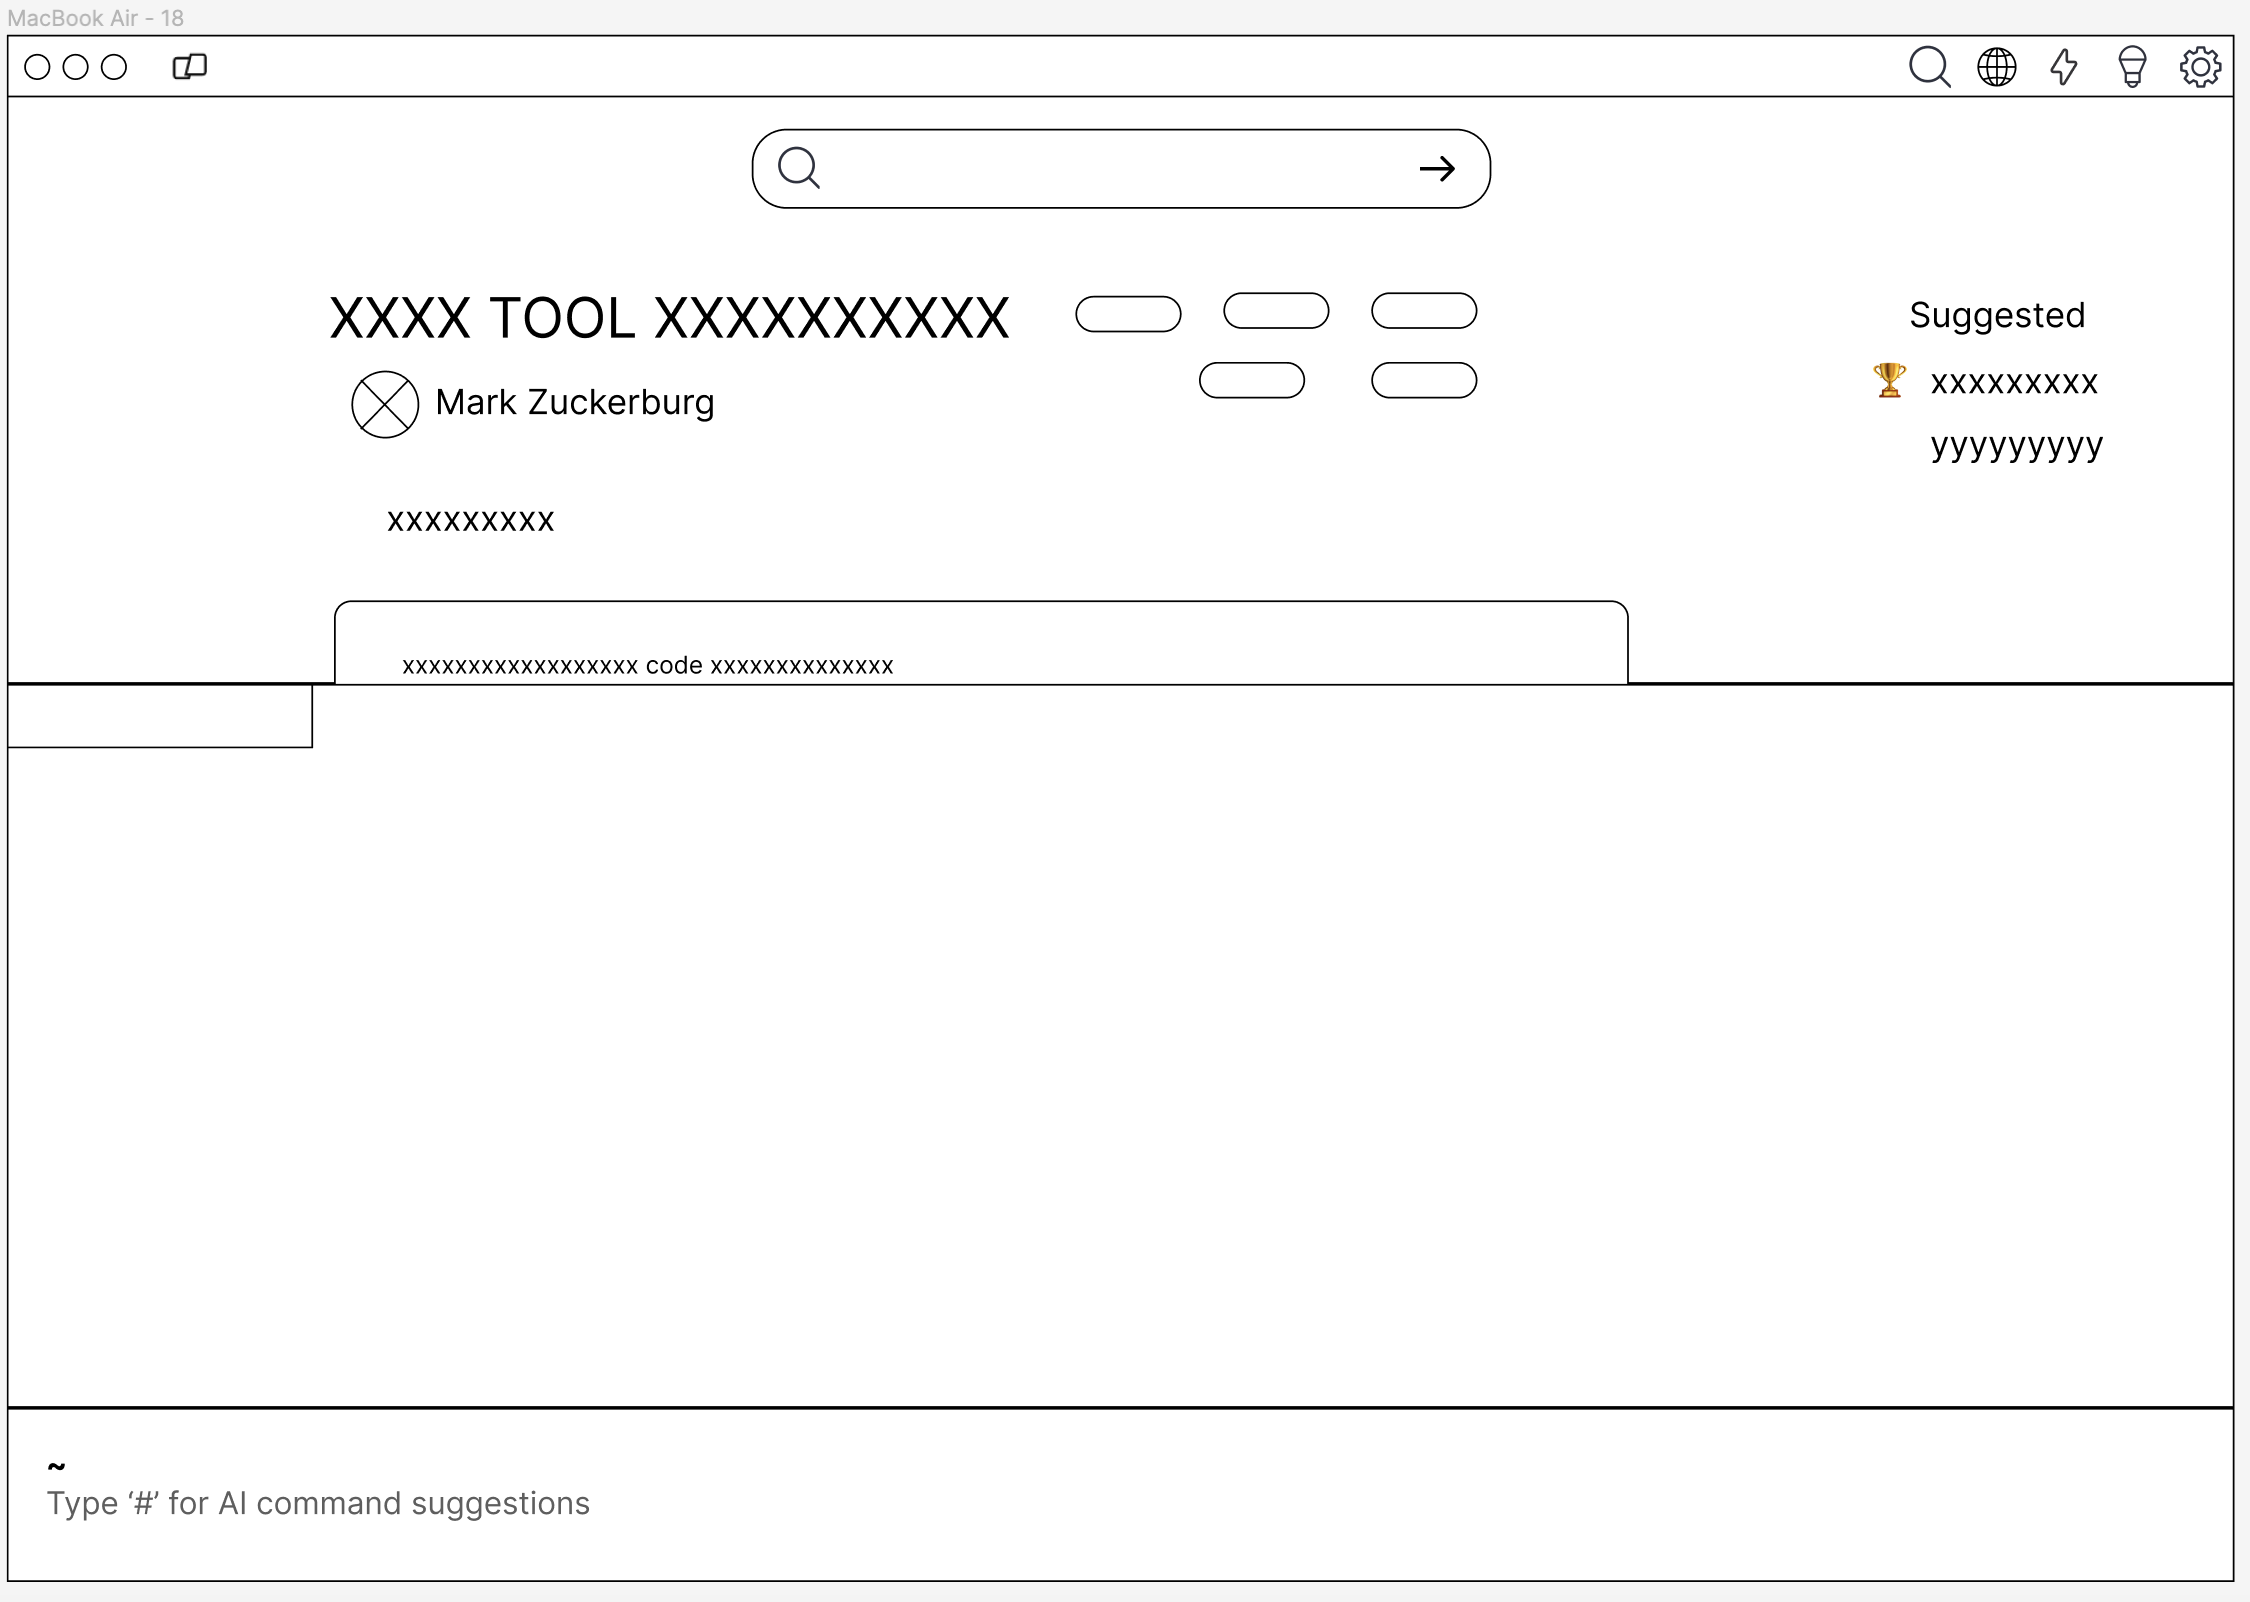 MacBook Air - 18
XXXX TOOL XXXXXXXXXX
Mark Zuckerburg
xxxxxxxxx
Suggested
xxxxxxxxx
yyyyyyyyy
xxxxxxxxxxxxxxxxxx code xxxxxxxxxxxxxx
~
Type ‘#’ for AI command suggestions